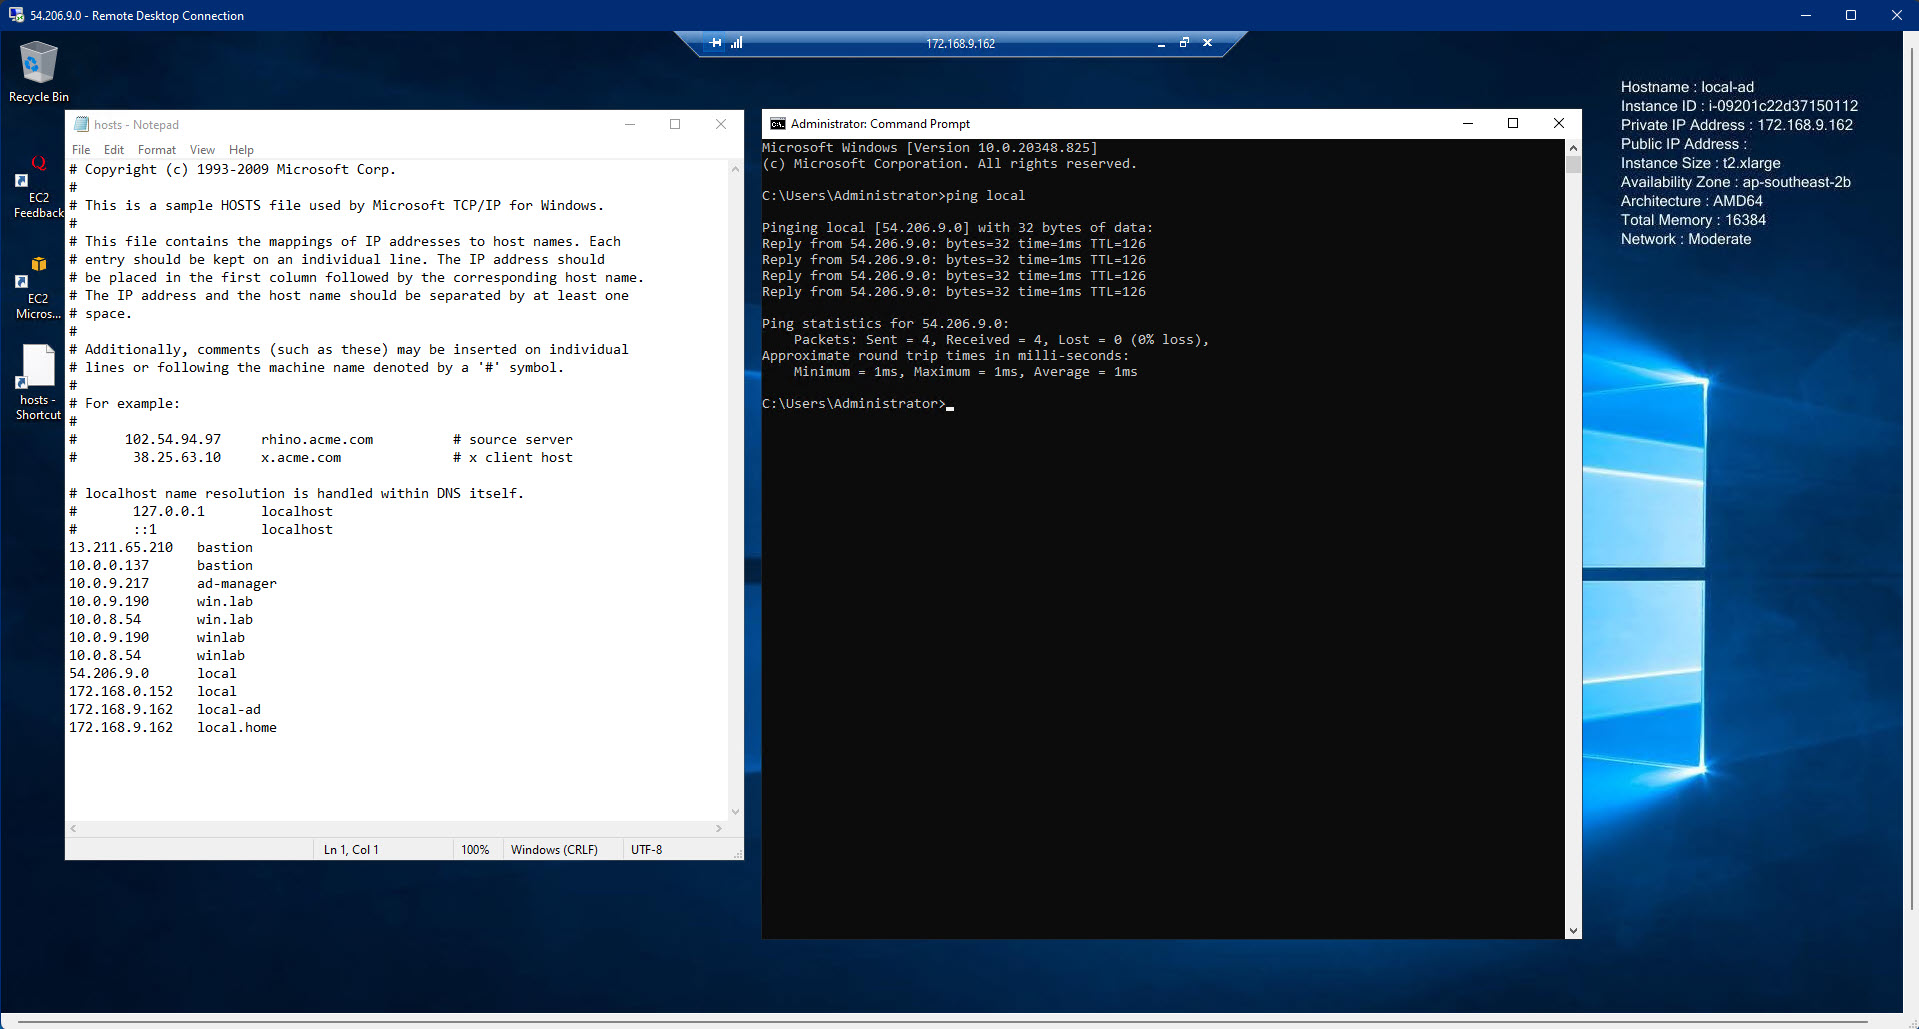 54.206.9.0 - Remote Desktop Connection
172.168.9.162
Recycle Bin
EC2
Feedback
EC2
Micros...
hosts -
Shortcut
hosts - Notepad
File Edit Format View Help
# Copyright (c) 1993-2009 Microsoft Corp.
#
# This is a sample HOSTS file used by Microsoft TCP/IP for Windows.
#
# This file contains the mappings of IP addresses to host names. Each
# entry should be kept on an individual line. The IP address should
# be placed in the first column followed by the corresponding host name.
# The IP address and the host name should be separated by at least one
# space.
#
# Additionally, comments (such as these) may be inserted on individual
# lines or following the machine name denoted by a '#' symbol.
#
# For example:
#
#      102.54.94.97     rhino.acme.com          # source server
#       38.25.63.10     x.acme.com              # x client host
# localhost name resolution is handled within DNS itself.
#       127.0.0.1       localhost
#       ::1             localhost
13.211.65.210   bastion
10.0.0.137      bastion
10.0.9.217      ad-manager
10.0.9.190      win.lab
10.0.8.54       win.lab
10.0.9.190      winlab
10.0.8.54       winlab
54.206.9.0      local
172.168.0.152   local
172.168.9.162   local-ad
172.168.9.162   local.home
Ln 1, Col 1 100% Windows (CRLF) UTF-8
Administrator: Command Prompt
Microsoft Windows [Version 10.0.20348.825]
(c) Microsoft Corporation. All rights reserved.
C:\Users\Administrator>ping local
Pinging local [54.206.9.0] with 32 bytes of data:
Reply from 54.206.9.0: bytes=32 time=1ms TTL=126
Reply from 54.206.9.0: bytes=32 time=1ms TTL=126
Reply from 54.206.9.0: bytes=32 time=1ms TTL=126
Reply from 54.206.9.0: bytes=32 time=1ms TTL=126
Ping statistics for 54.206.9.0:
    Packets: Sent = 4, Received = 4, Lost = 0 (0% loss),
Approximate round trip times in milli-seconds:
    Minimum = 1ms, Maximum = 1ms, Average = 1ms
C:\Users\Administrator>
Hostname : local-ad
Instance ID : i-09201c22d37150112
Private IP Address : 172.168.9.162
Public IP Address :
Instance Size : t2.xlarge
Availability Zone : ap-southeast-2b
Architecture : AMD64
Total Memory : 16384
Network : Moderate